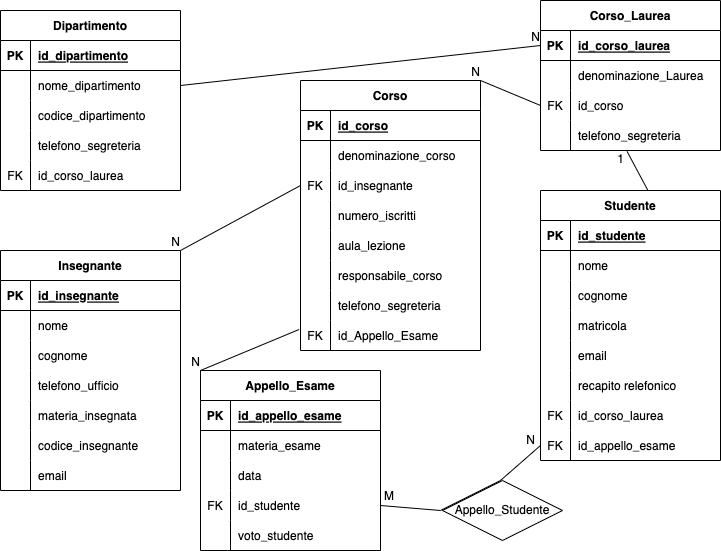 Dipartimento
PK id_dipartimento
nome_dipartimento
codice_dipartimento
telefono_segreteria
FK id_corso_laurea
N
Corso_Laurea
PK id_corso_laurea
denominazione_Laurea
FK id_corso
telefono_segreteria
N
1
Corso
PK id_corso
denominazione_corso
FK id_insegnante
numero_iscritti
aula_lezione
responsabile_corso
telefono_segreteria
FK id_Appello_Esame
Studente
PK id_studente
nome
cognome
matricola
email
recapito relefonico
FK id_corso_laurea
FK id_appello_esame
N
Insegnante
PK id_insegnante
nome
cognome
telefono_ufficio
materia_insegnata
codice_insegnante
email
N
Appello_Esame
PK id_appello_esame
materia_esame
data
FK id_studente
voto_studente
N
M
Appello_Studente